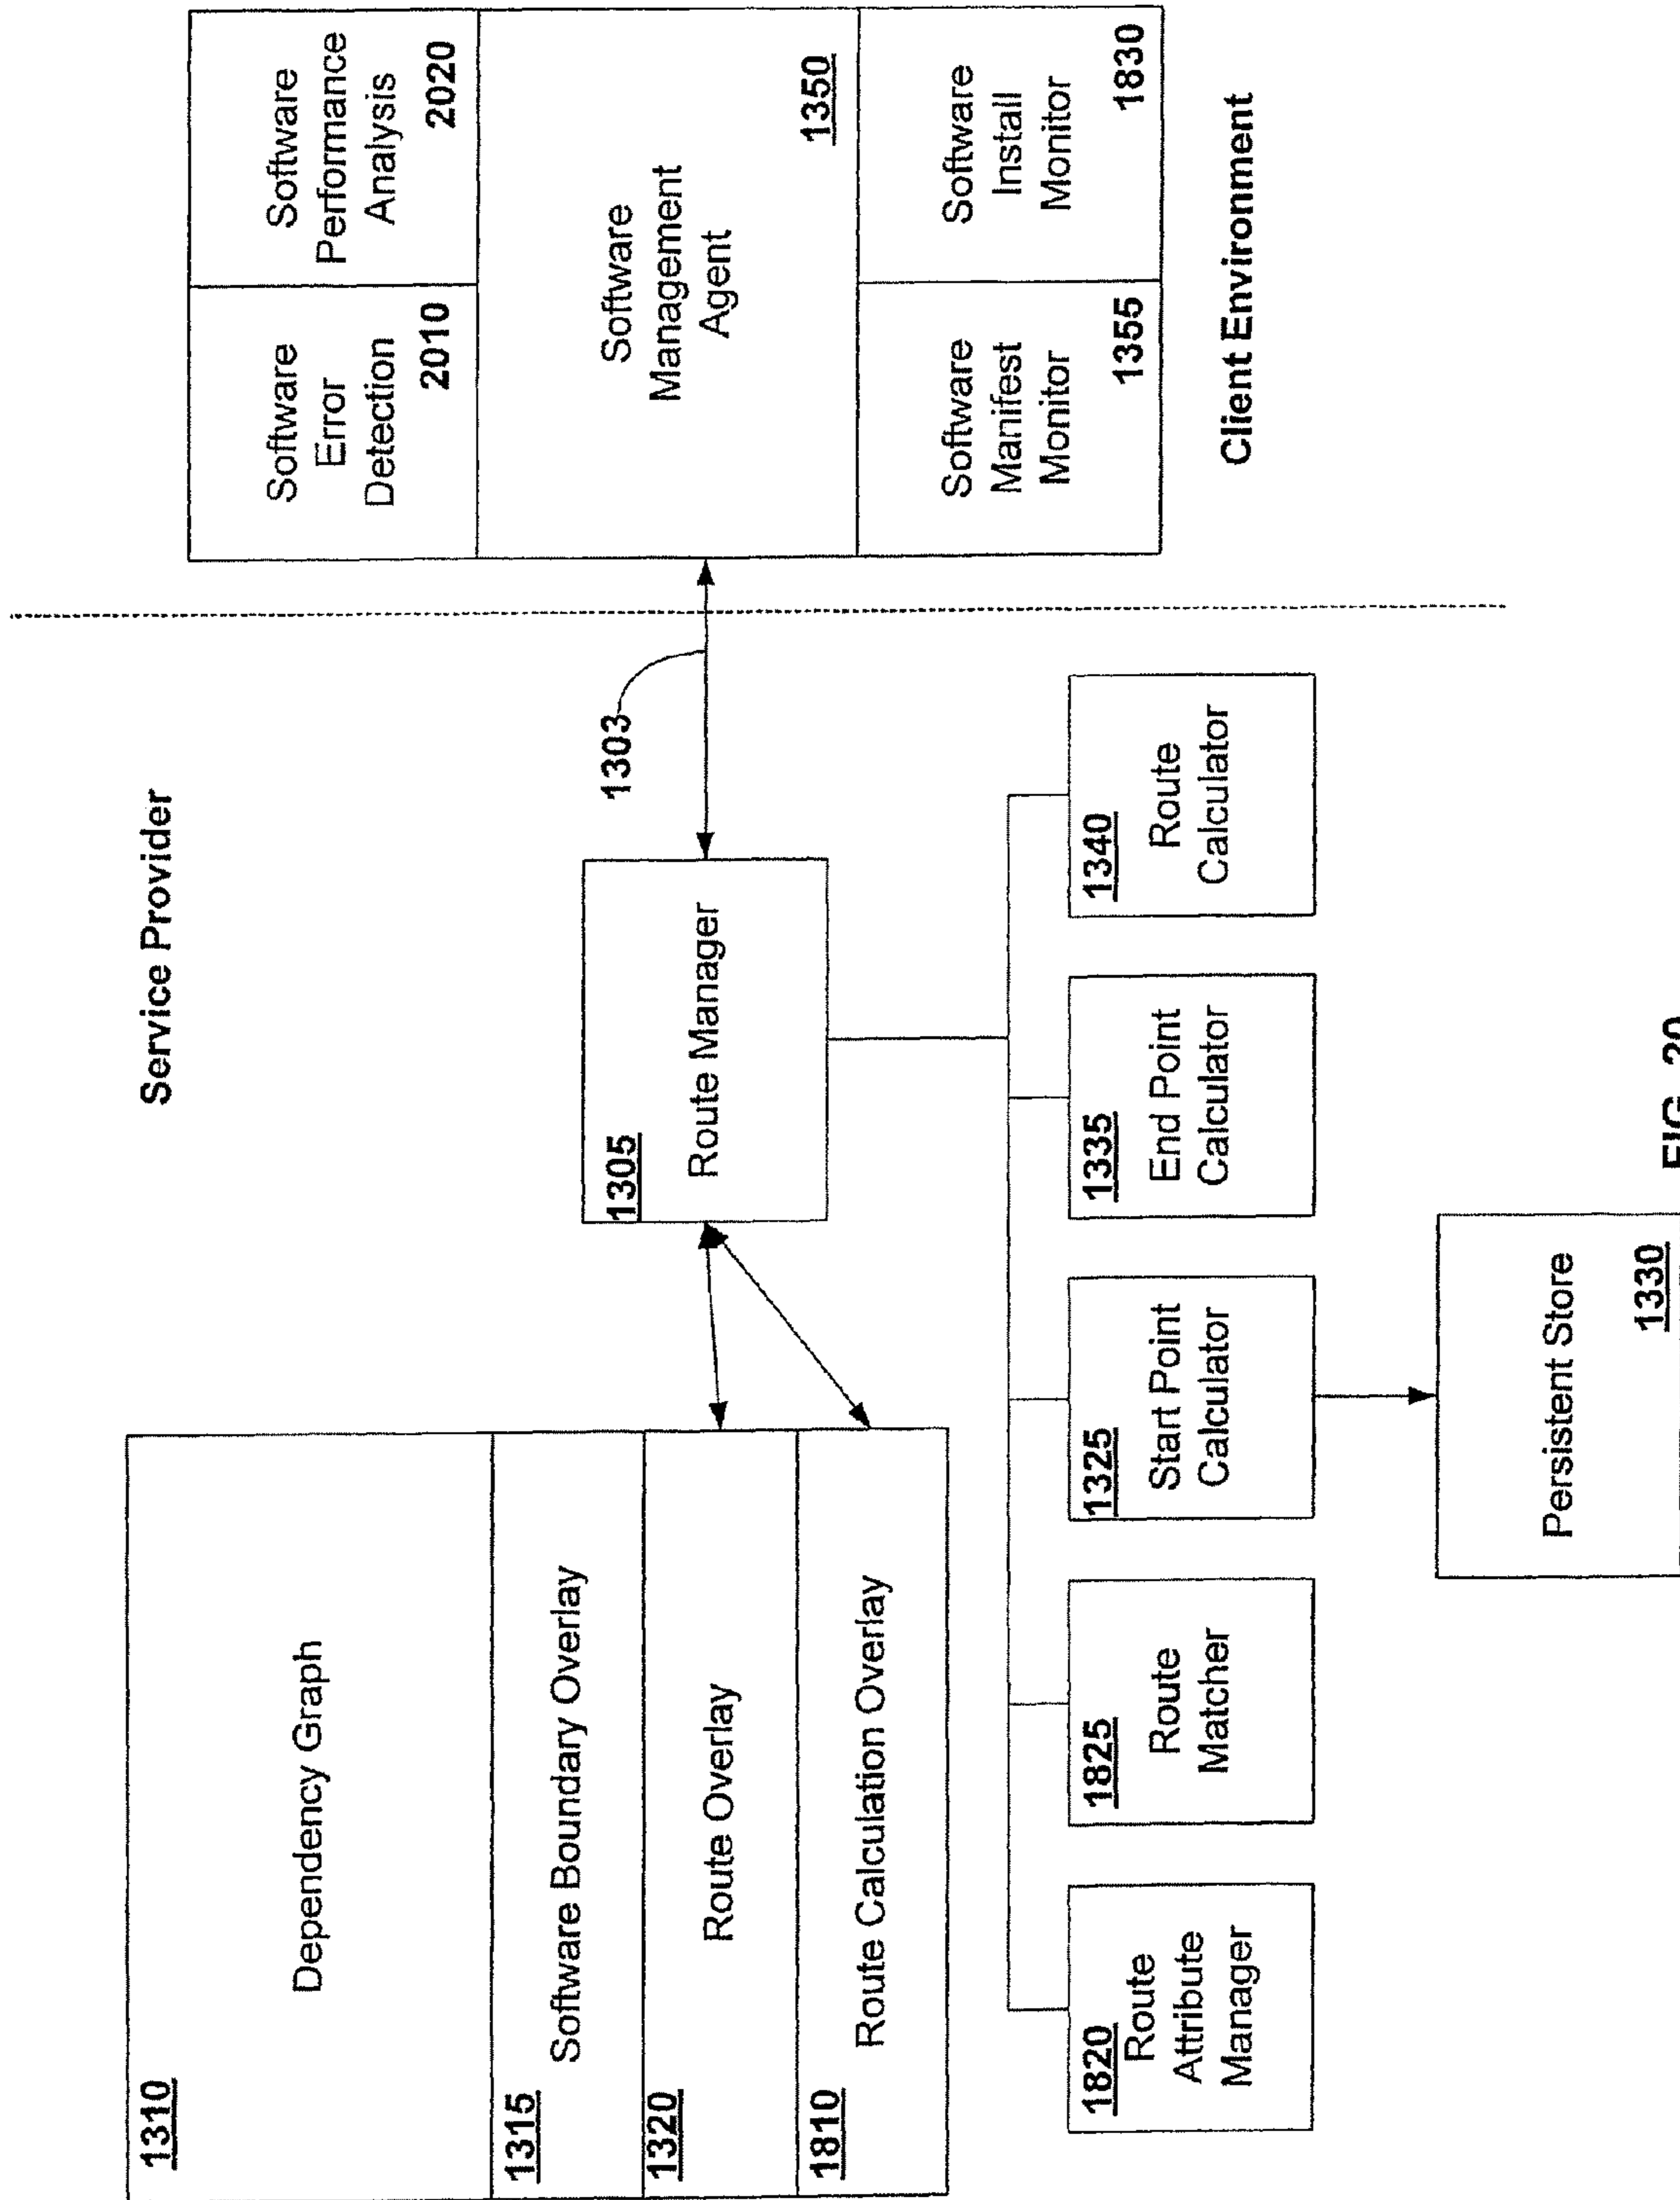 Service Provider
1310
Dependency Graph
1315
Software Boundary Overlay
1320
Route Overlay
1810
Route Calculation Overlay
1305
Route Manager
1303
1820
Route
Attribute
Manager
1825
Route
Matcher
1325
Start Point
Calculator
1335
End Point
Calculator
1340
Route
Calculator
Persistent Store
1330
Software
Error
Detection
2010
Software
Performance
Analysis
2020
Software
Management
Agent
1350
Software
Manifest
Monitor
1355
Software
Install
Monitor
1830
Client Environment
FIG. 20